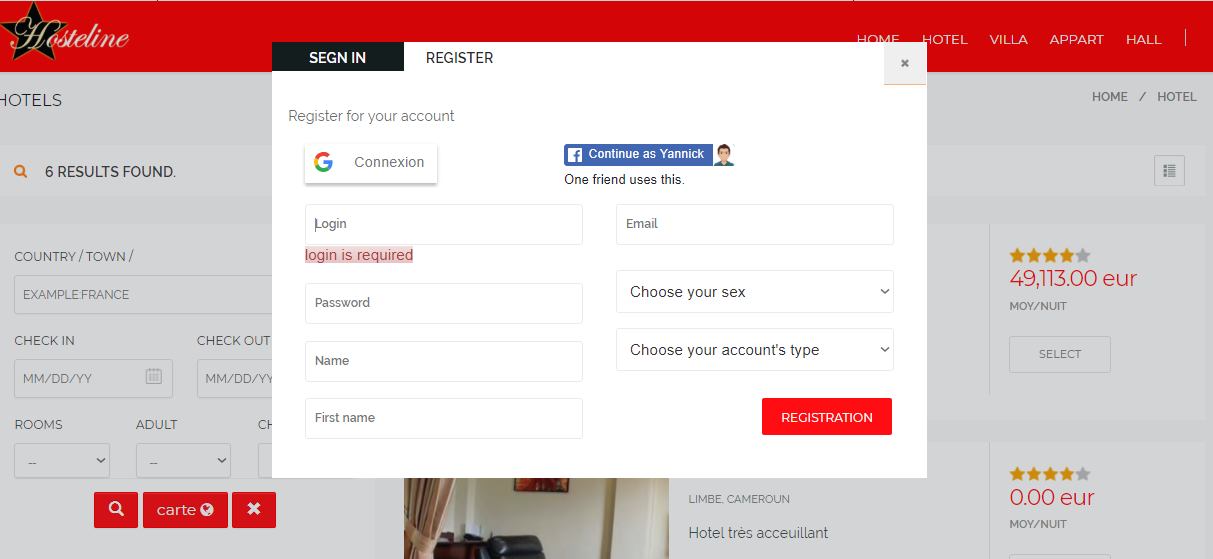 Hosteline
HOME HOTEL VILLA APPART HALL
SEGN IN REGISTER
HOTELS
HOME / HOTEL
Register for your account
Connexion
Continue as Yannick
One friend uses this.
6 RESULTS FOUND.
Login
Email
login is required
COUNTRY / TOWN /
EXAMPLE:FRANCE
Password
Choose your sex
49,113.00 eur
MOY/NUIT
CHECK IN CHECK OUT
MM/DD/YY MM/DD/YY
Name
Choose your account's type
SELECT
ROOMS ADULT
First name
REGISTRATION
-- --
carte
LIMBE, CAMEROUN
Hotel très acceuillant
0.00 eur
MOY/NUIT